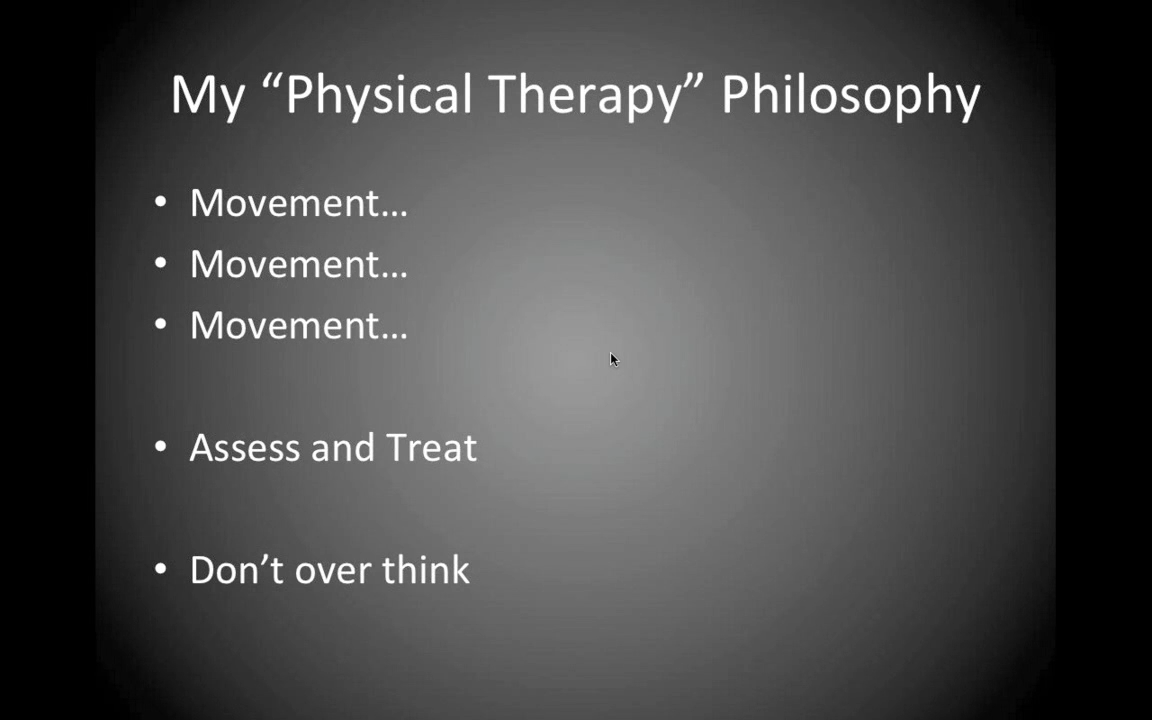 My “Physical Therapy” Philosophy
• Movement…
• Movement…
• Movement…
• Assess and Treat
• Don’t over think